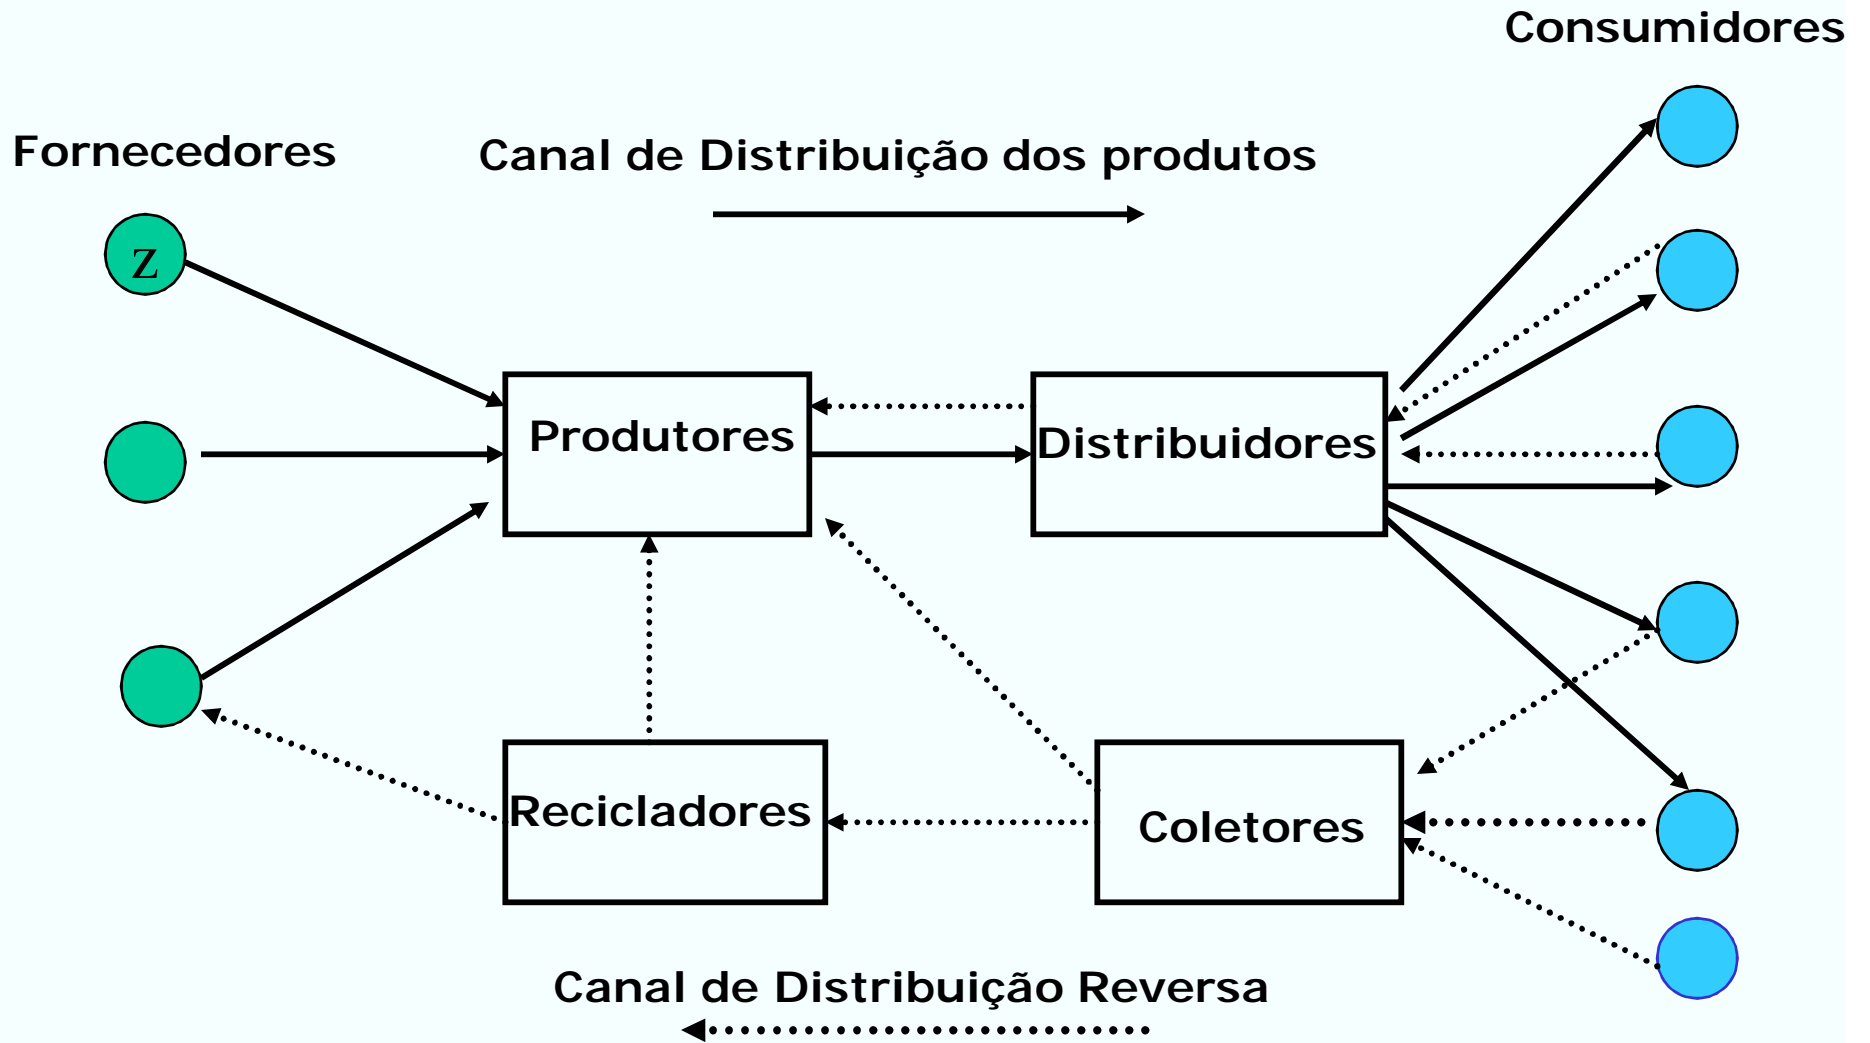 Consumidores
Fornecedores
Canal de Distribuição dos produtos
z
Produtores
Distribuidores
Recicladores
Coletores
Canal de Distribuição Reversa